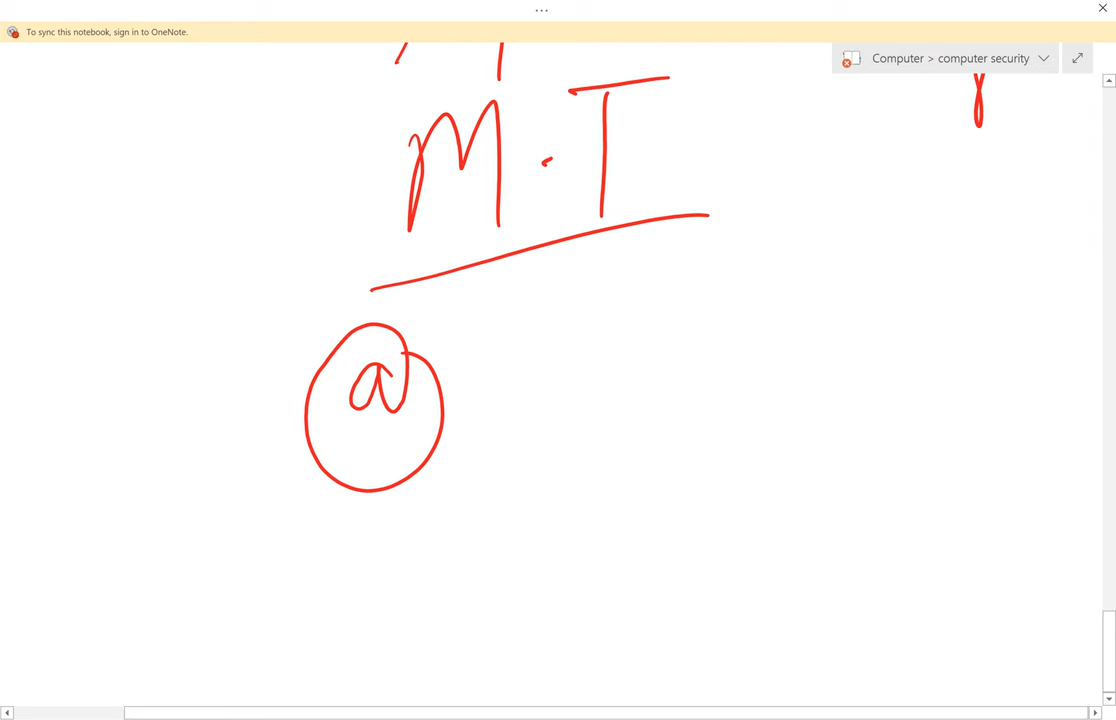 To sync this notebook, sign in to OneNote.
Computer > computer security
M.T
a